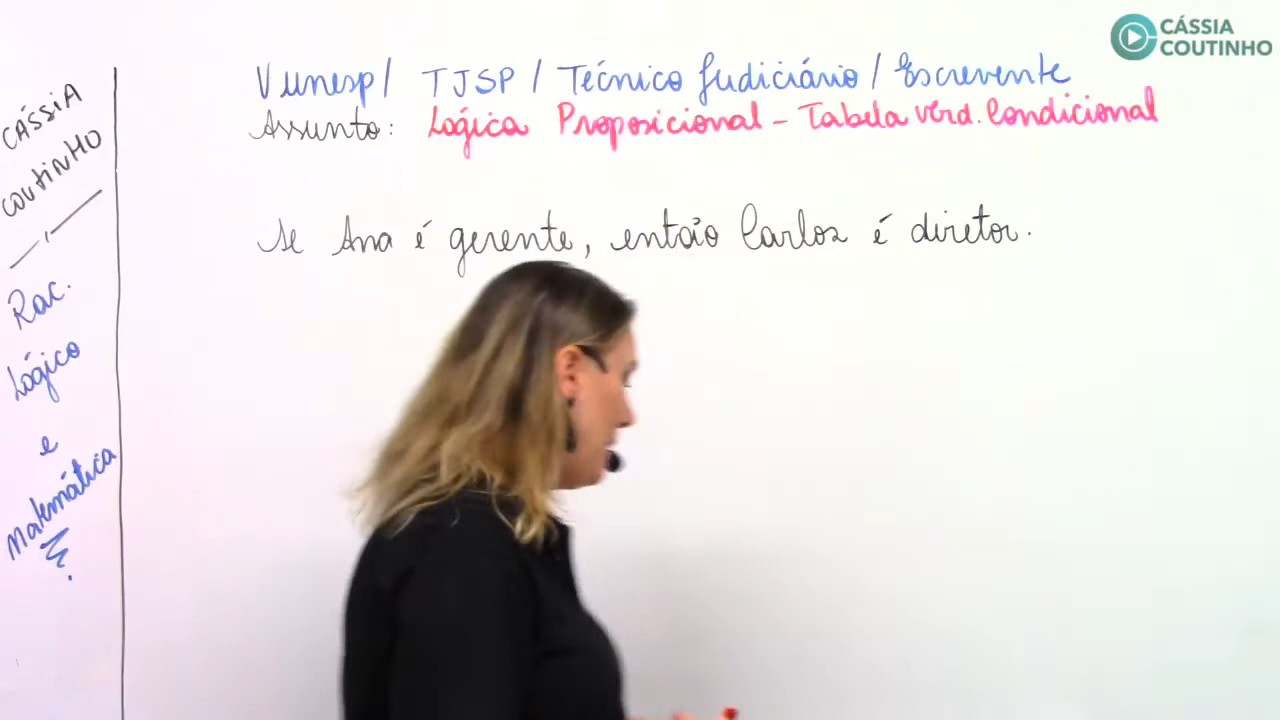 CÁSSIA
COUTINHO
Vunesp / TJSP / Técnico Judiciário / Escrevente
Assunto: Lógica Proposicional - Tabela verd. Condicional
Se Ana é gerente, então Carlos é diretor.
CÁSSIA
COUTINHO
Rac.
Lógico
e
Matemática